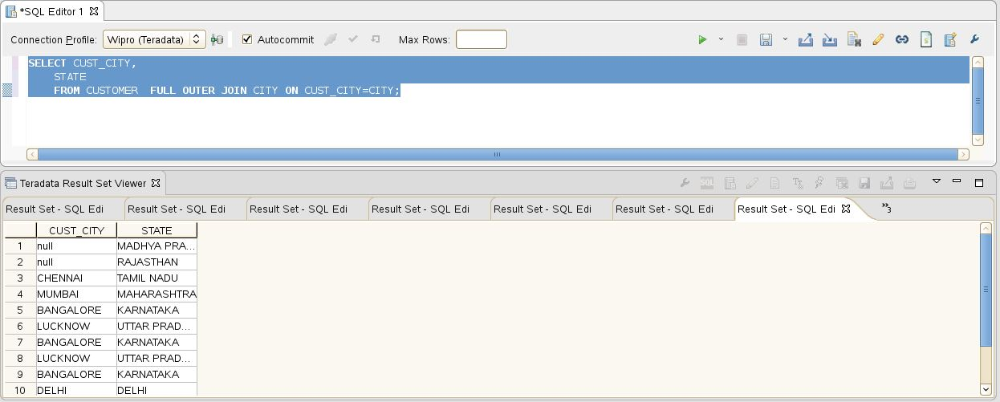 *SQL Editor 1
Connection Profile: Wipro (Teradata) Autocommit Max Rows:
SELECT CUST_CITY,
STATE
FROM CUSTOMER FULL OUTER JOIN CITY ON CUST_CITY=CITY;
Teradata Result Set Viewer
Result Set - SQL Edi Result Set - SQL Edi Result Set - SQL Edi Result Set - SQL Edi Result Set - SQL Edi Result Set - SQL Edi Result Set - SQL Edi »3
CUST_CITY STATE
1 null MADHYA PRA...
2 null RAJASTHAN
3 CHENNAI TAMIL NADU
4 MUMBAI MAHARASHTRA
5 BANGALORE KARNATAKA
6 LUCKNOW UTTAR PRAD...
7 BANGALORE KARNATAKA
8 LUCKNOW UTTAR PRAD...
9 BANGALORE KARNATAKA
10 DELHI DELHI